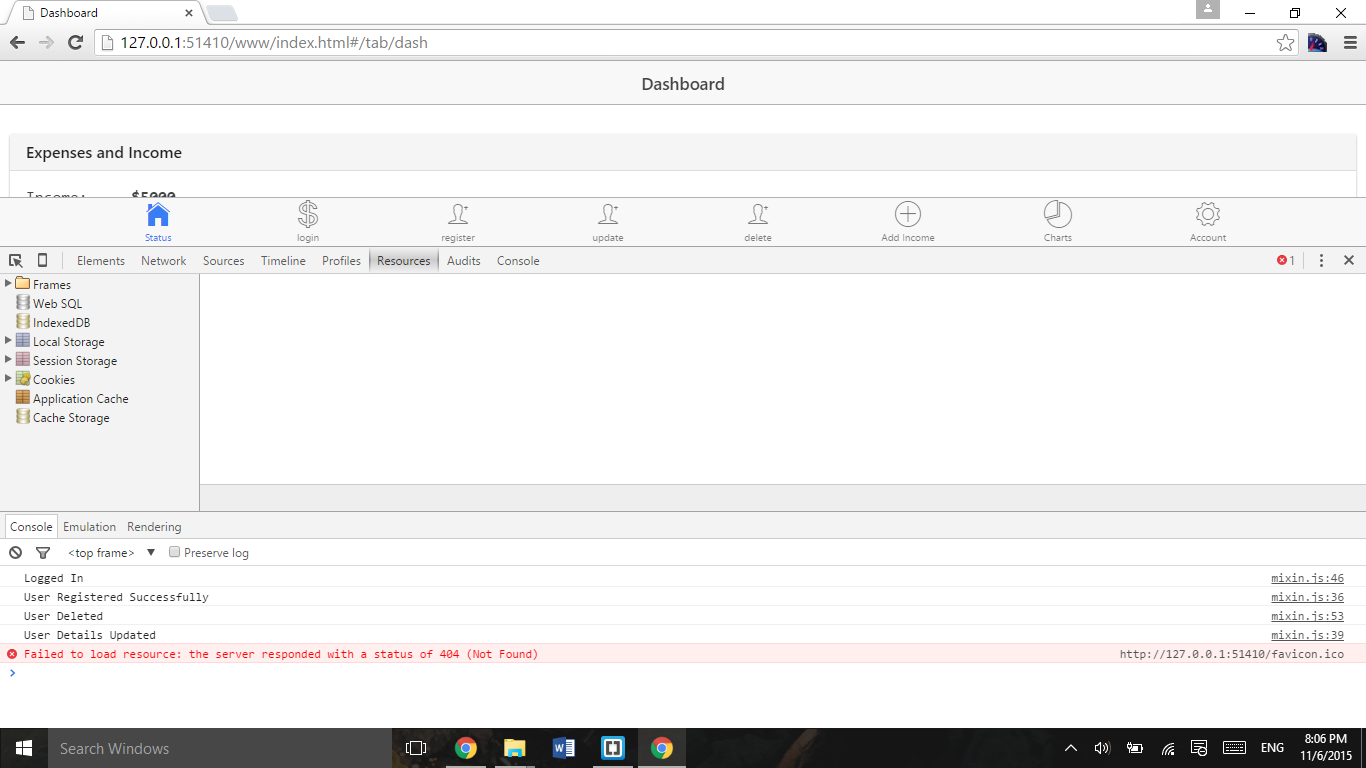 Dashboard
127.0.0.1:51410/www/index.html#/tab/dash
Dashboard
Expenses and Income
Income: $5000
Status login register update delete Add Income Charts Account
Elements Network Sources Timeline Profiles Resources Audits Console 1
Frames
Web SQL
IndexedDB
Local Storage
Session Storage
Cookies
Application Cache
Cache Storage
Console Emulation Rendering
<top frame> ▼ Preserve log
Logged In mixin.js:46
User Registered Successfully mixin.js:36
User Deleted mixin.js:53
User Details Updated mixin.js:39
Failed to load resource: the server responded with a status of 404 (Not Found) http://127.0.0.1:51410/favicon.ico
>
Search Windows
ENG
8:06 PM
11/6/2015